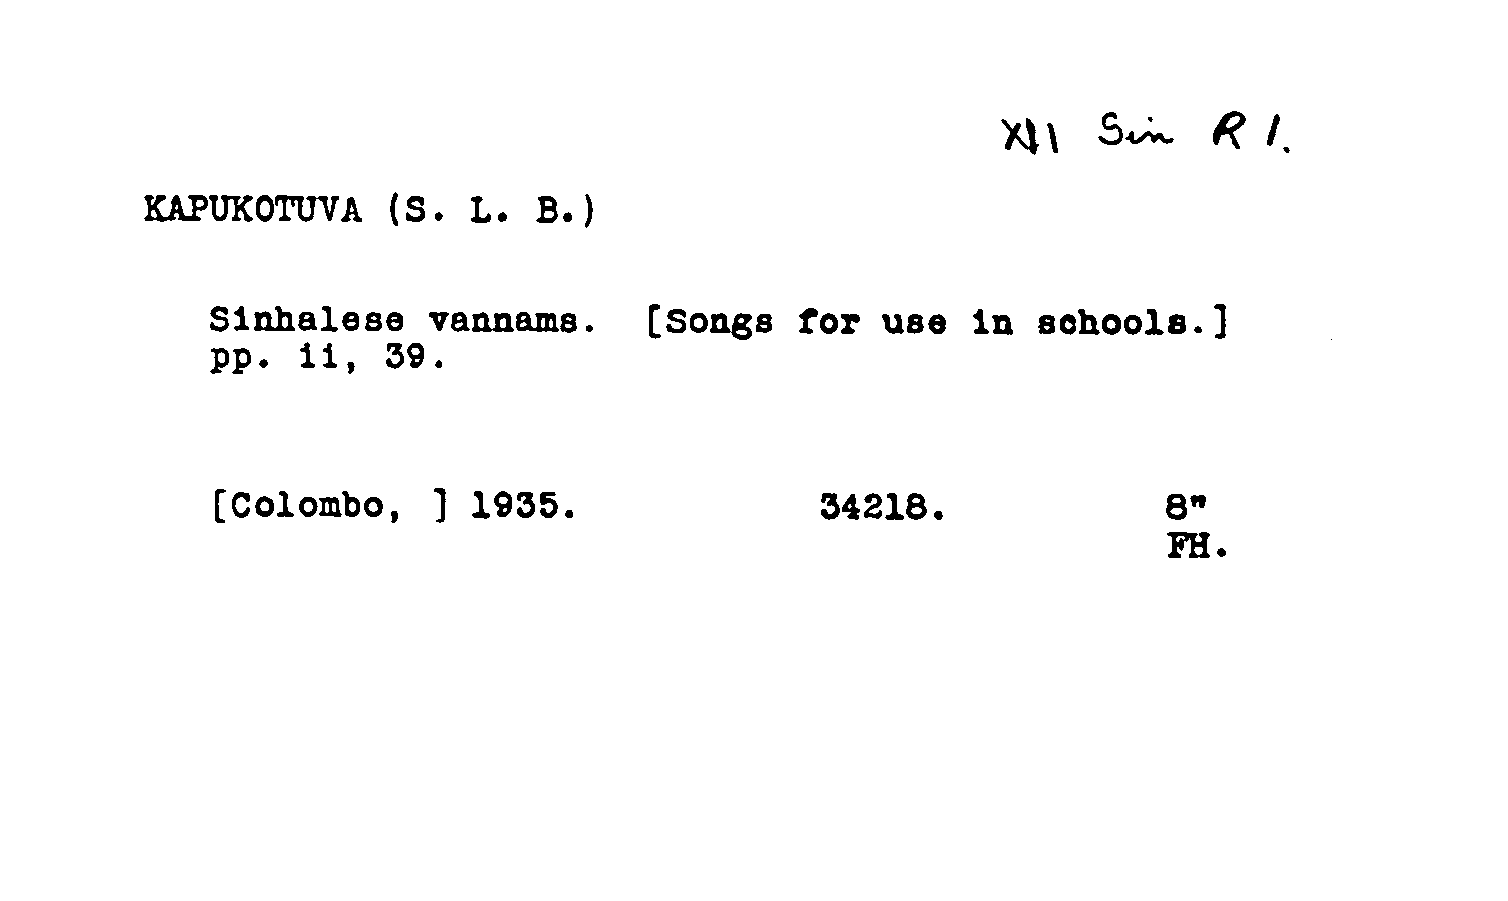 XII Sin R 1.
KAPUKOTUVA (S. L. B.)
Sinhalese vannams. [Songs for use in schools.]
pp. ii, 39.
[Colombo, ] 1935. 34218. 8"
FH.